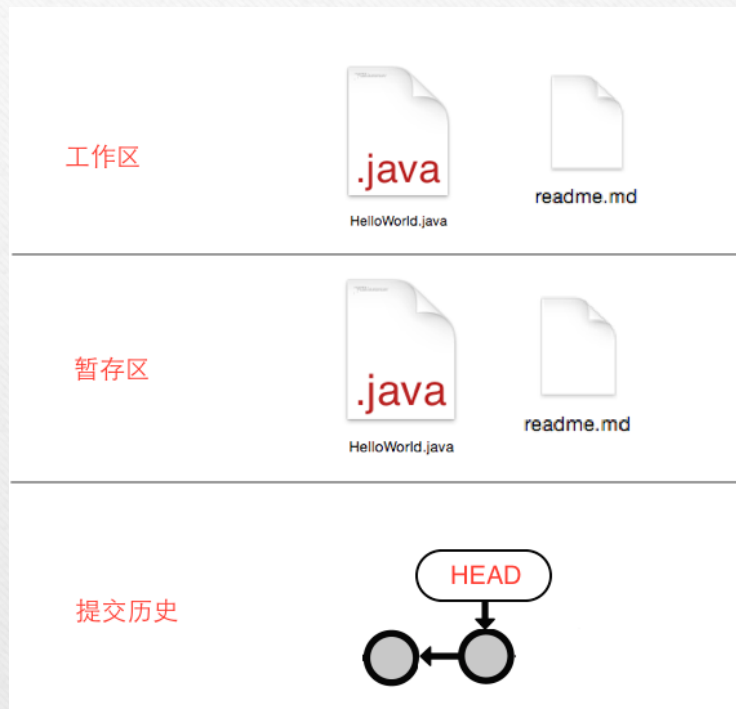 工作区
.java
HelloWorld.java
readme.md
暂存区
.java
HelloWorld.java
readme.md
提交历史
HEAD